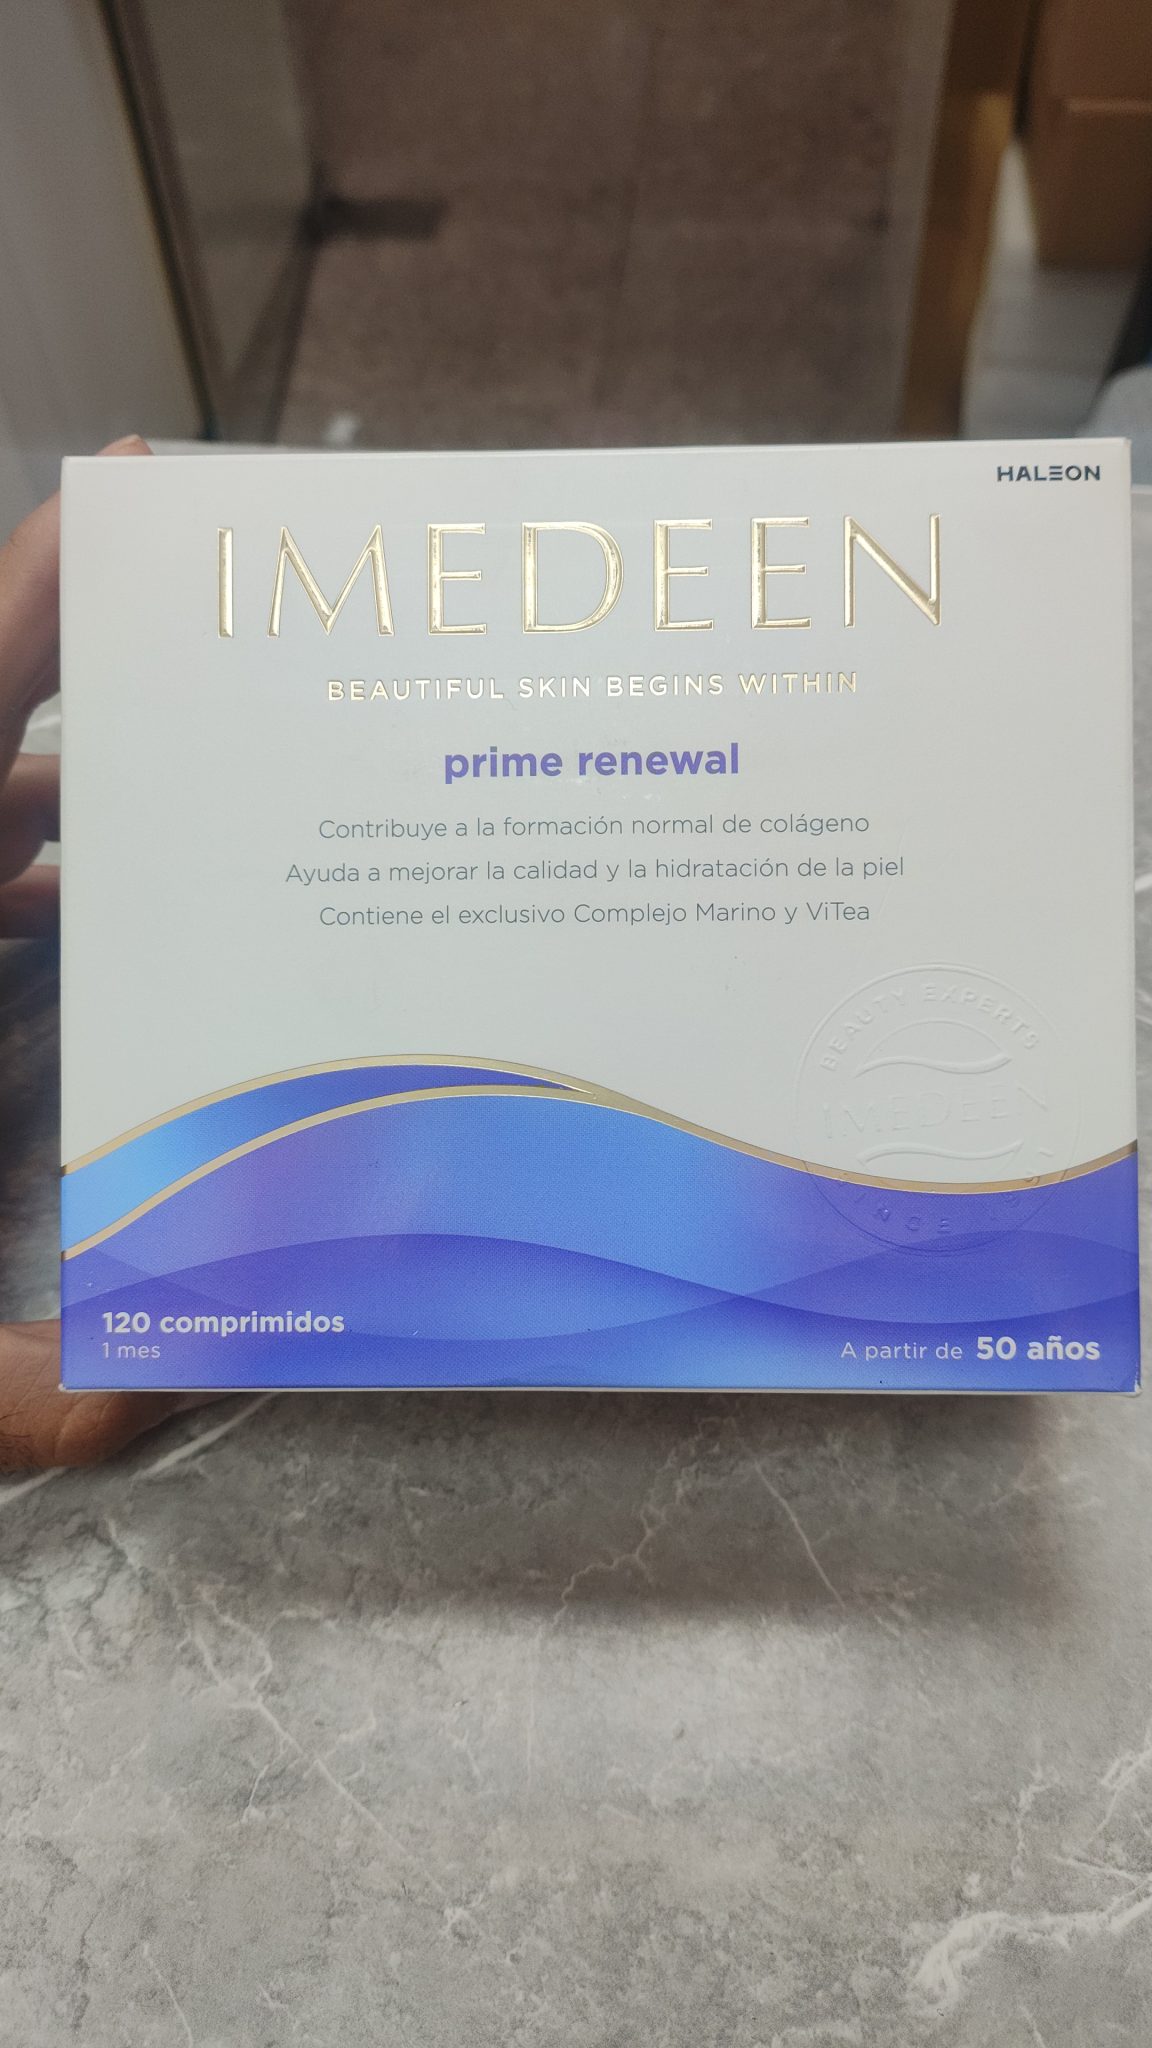 HALEON
IMEDEEN
BEAUTIFUL SKIN BEGINS WITHIN
prime renewal
Contribuye a la formación normal de colágeno
Ayuda a mejorar la calidad y la hidratación de la piel
Contiene el exclusivo Complejo Marino y ViTea
BEAUTY EXPERTS
IMEDEEN
SINCE
120 comprimidos
1 mes
A partir de 50 años